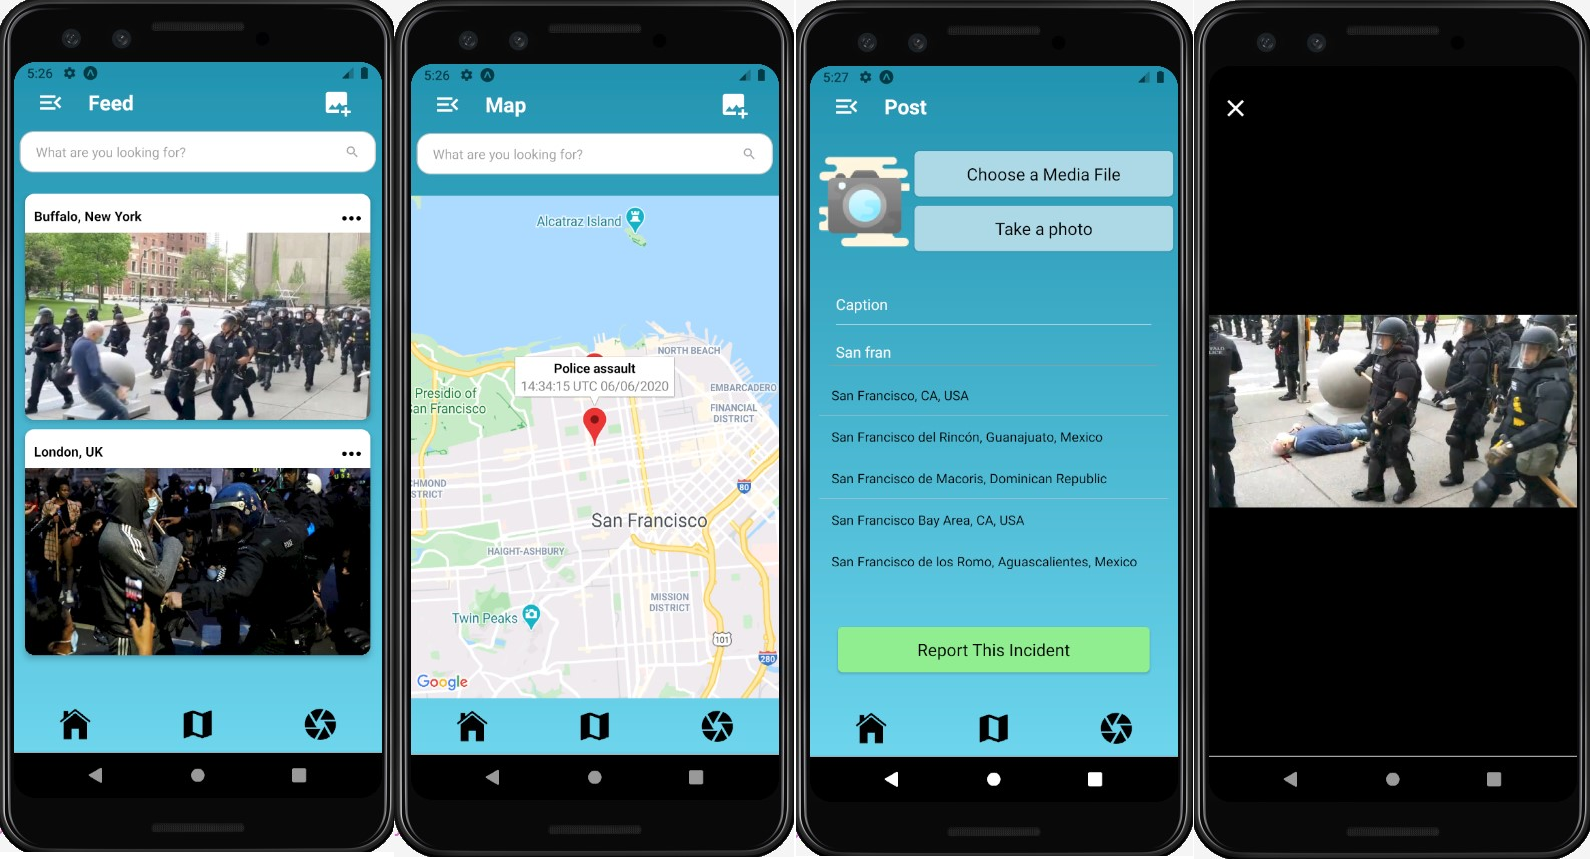 5:26
Feed
What are you looking for?
Buffalo, New York
London, UK
5:26
Map
What are you looking for?
Alcatraz Island
NORTH BEACH
Police assault
14:34:15 UTC 06/06/2020
Presidio of
San Francisco
EMBARCADERO
FINANCIAL
DISTRICT
CHMOND
STRICT
80
San Francisco
HAIGHT-ASHBURY
MISSION
DISTRICT
Twin Peaks
101
280
Google
5:27
Post
Choose a Media File
Take a photo
Caption
San fran
San Francisco, CA, USA
San Francisco del Rincón, Guanajuato, Mexico
San Francisco de Macoris, Dominican Republic
San Francisco Bay Area, CA, USA
San Francisco de los Romo, Aguascalientes, Mexico
Report This Incident